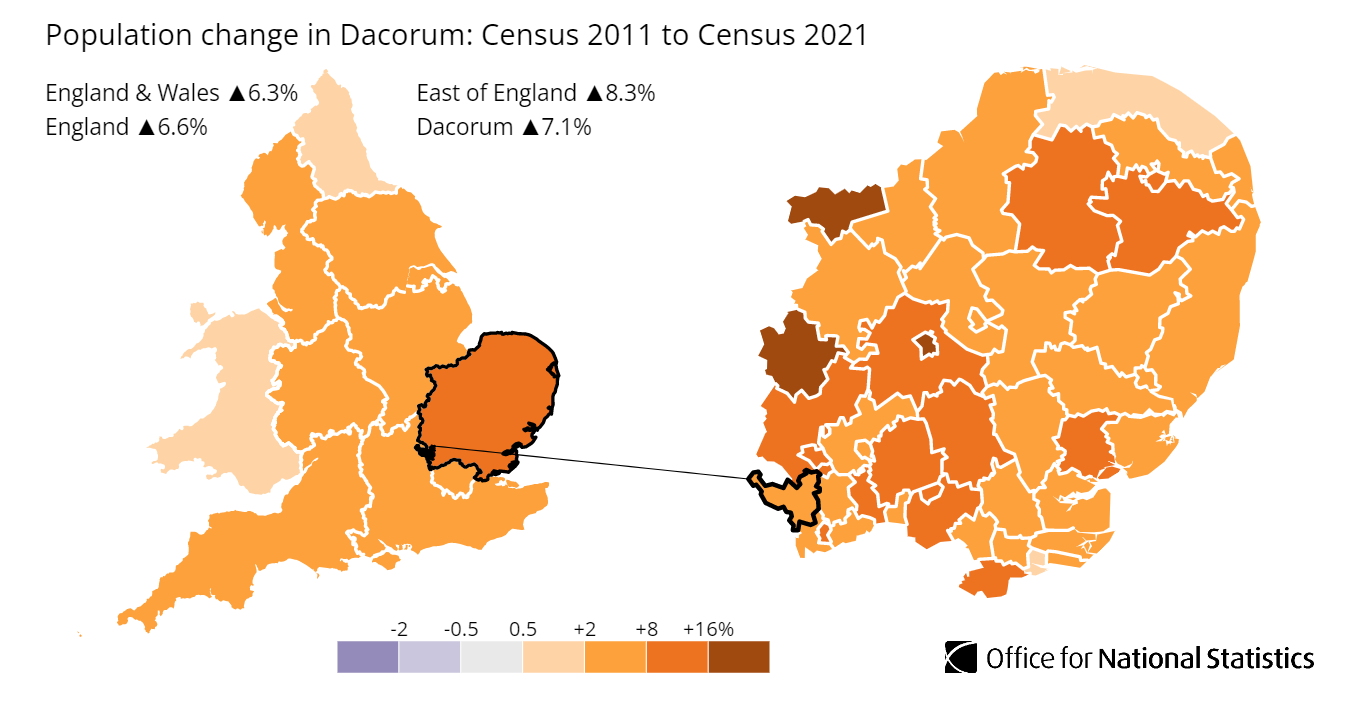 Population change in Dacorum: Census 2011 to Census 2021
England & Wales ▲6.3%
East of England ▲8.3%
England ▲6.6%
Dacorum ▲7.1%
-2 -0.5 0.5 +2 +8 +16%
Office for National Statistics